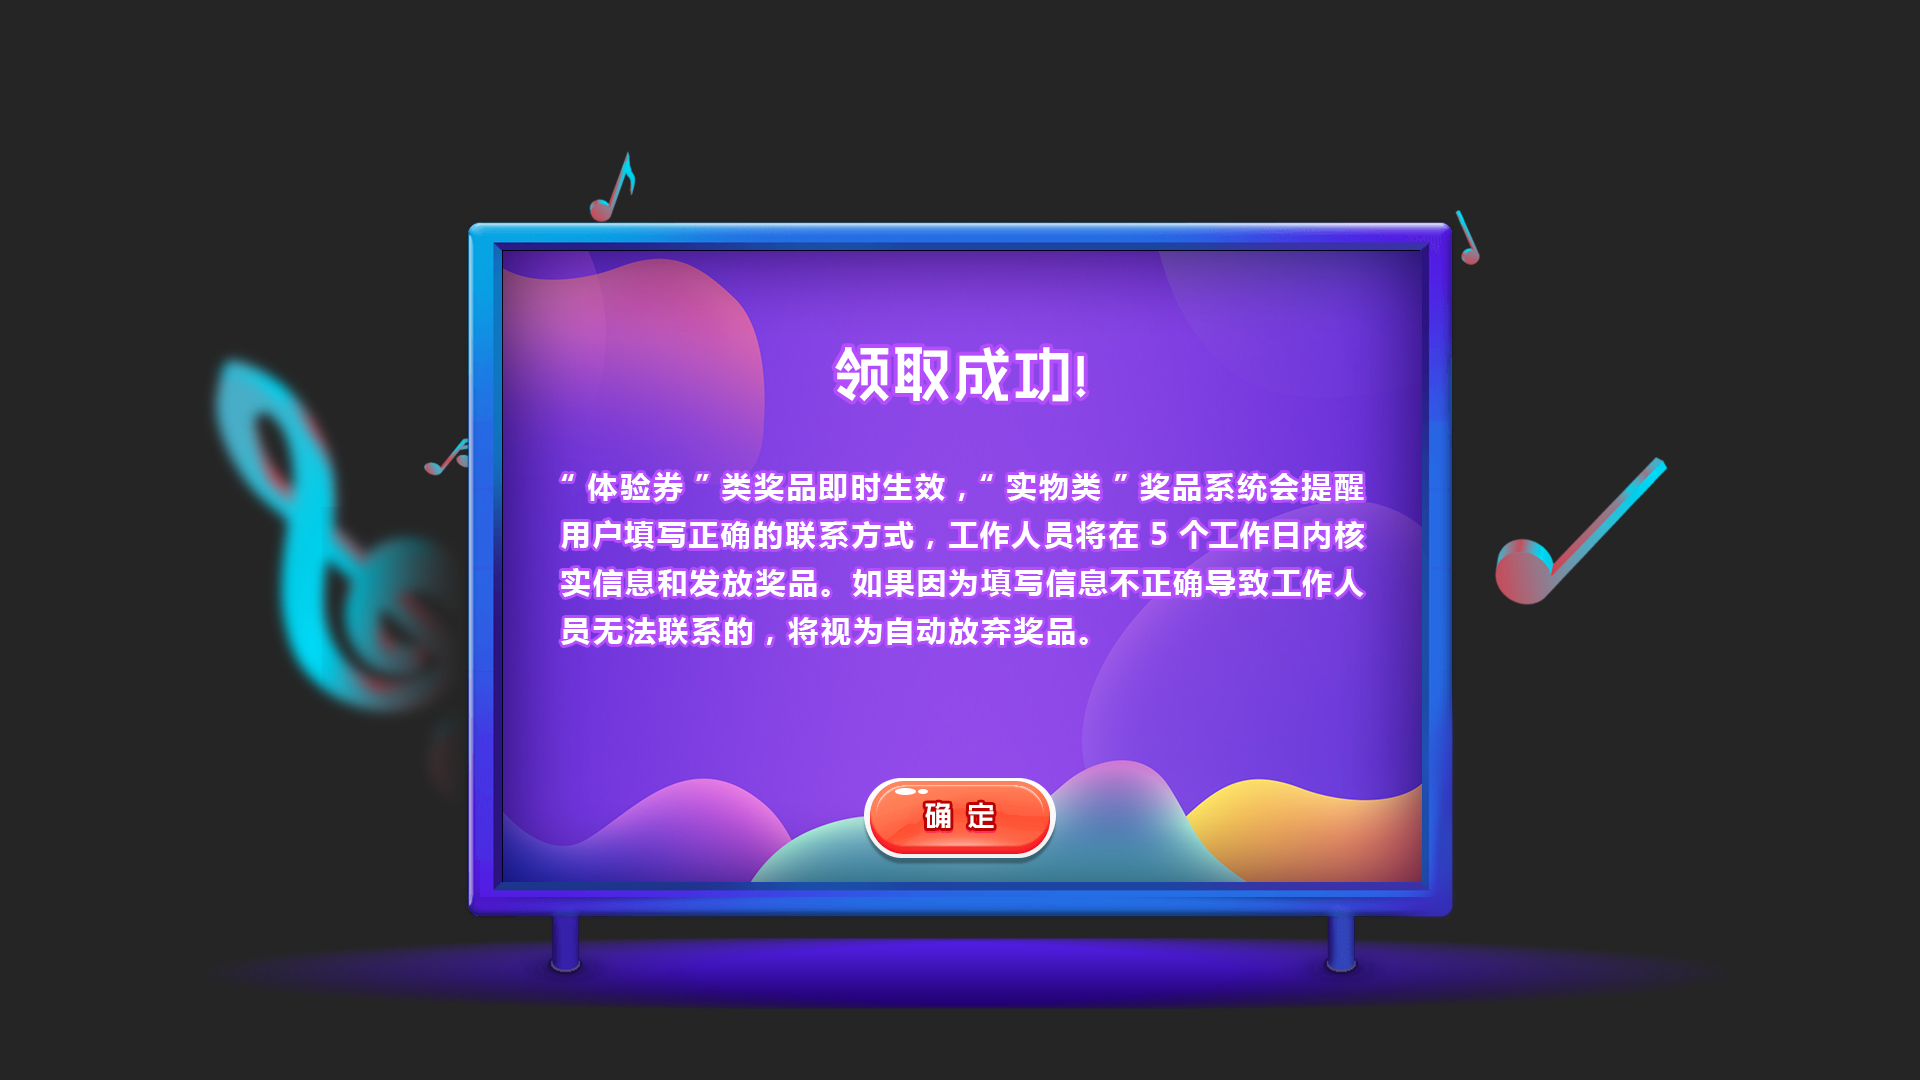 领取成功!
“ 体验券 ”类奖品即时生效，“ 实物类 ”奖品系统会提醒
用户填写正确的联系方式，工作人员将在 5 个工作日内核
实信息和发放奖品。如果因为填写信息不正确导致工作人
员无法联系的，将视为自动放弃奖品。
确 定